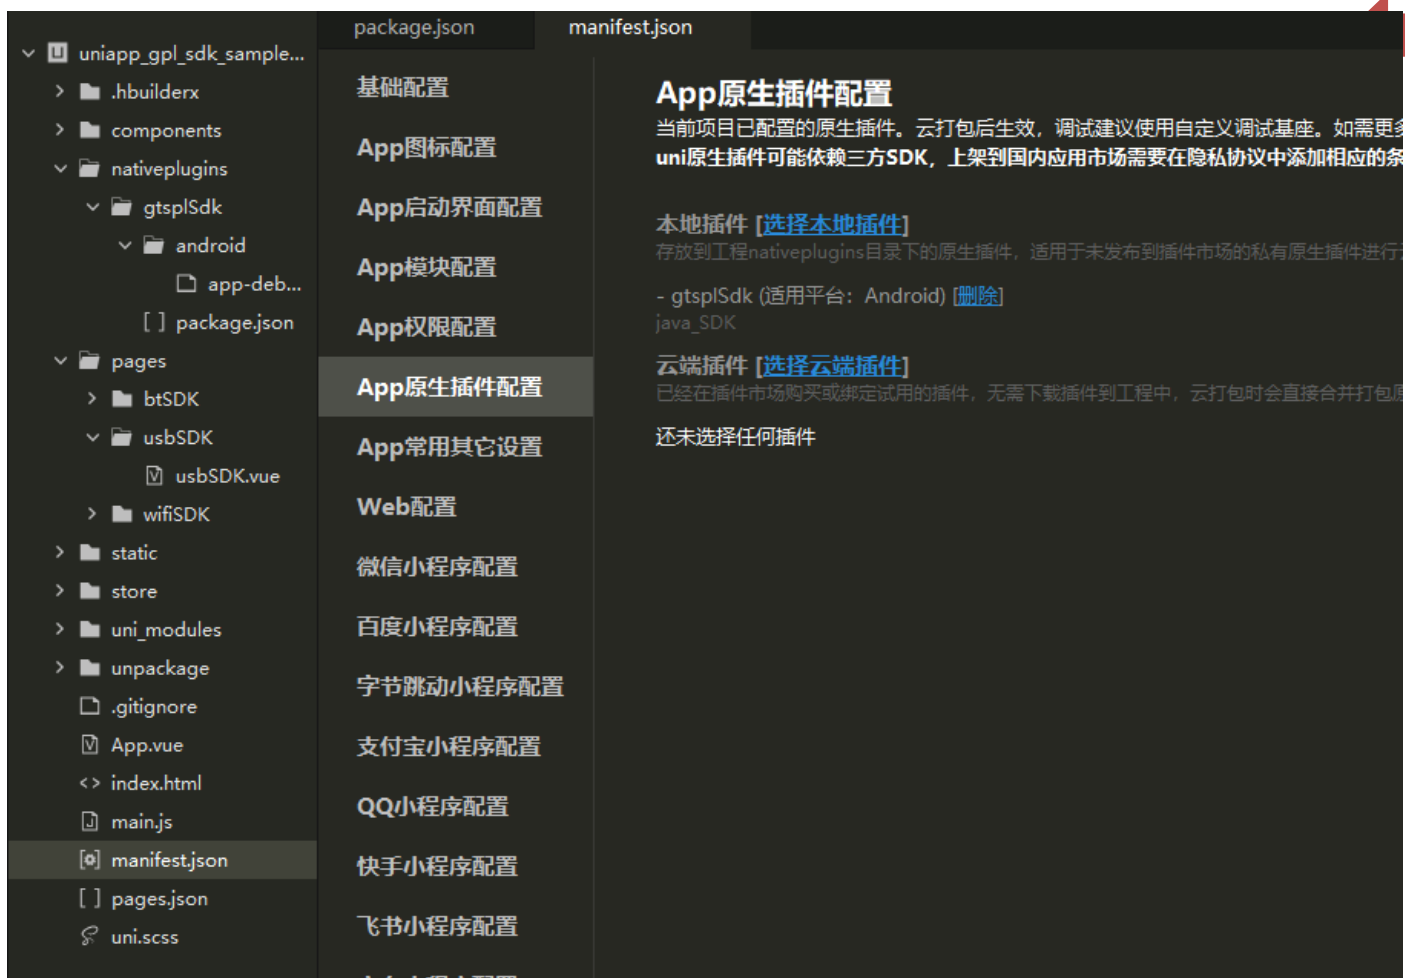 package.json
manifest.json
uniapp_gpl_sdk_sample...
.hbuilderx
components
nativeplugins
gtsplSdk
android
app-deb...
package.json
pages
btSDK
usbSDK
usbSDK.vue
wifiSDK
static
store
uni_modules
unpackage
.gitignore
App.vue
index.html
main.js
manifest.json
pages.json
uni.scss
基础配置
App图标配置
App启动界面配置
App模块配置
App权限配置
App原生插件配置
App常用其它设置
Web配置
微信小程序配置
百度小程序配置
字节跳动小程序配置
支付宝小程序配置
QQ小程序配置
快手小程序配置
飞书小程序配置
App原生插件配置
当前项目已配置的原生插件。云打包后生效，调试建议使用自定义调试基座。如需更多
uni原生插件可能依赖三方SDK，上架到国内应用市场需要在隐私协议中添加相应的条
本地插件 [选择本地插件]
存放到工程nativeplugins目录下的原生插件，适用于未发布到插件市场的私有原生插件进行
- gtsplSdk (适用平台：Android) [删除]
java_SDK
云端插件 [选择云端插件]
已经在插件市场购买或绑定试用的插件，无需下载插件到工程中，云打包时会直接合并打包原
还未选择任何插件